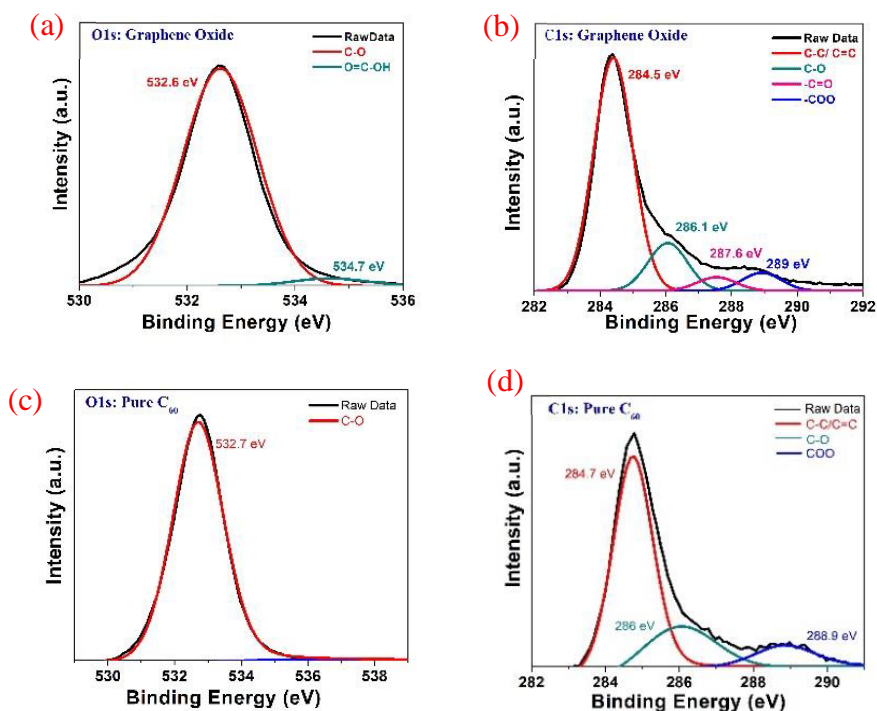 (a)
O1s: Graphene Oxide
RawData
C-O
O=C-OH
532.6 eV
534.7 eV
Intensity (a.u.)
530 532 534 536
Binding Energy (eV)
(b)
C1s: Graphene Oxide
Raw Data
C-C/ C=C
C-O
-C=O
-COO
284.5 eV
286.1 eV
287.6 eV
289 eV
Intensity (a.u.)
282 284 286 288 290 292
Binding Energy (eV)
(c)
O1s: Pure C60
Raw Data
C-O
532.7 eV
Intensity (a.u.)
530 532 534 536 538
Binding Energy (eV)
(d)
C1s: Pure C60
Raw Data
C-C/C=C
C-O
COO
284.7 eV
286 eV
288.9 eV
Intensity (a.u.)
282 284 286 288 290
Binding Energy (eV)